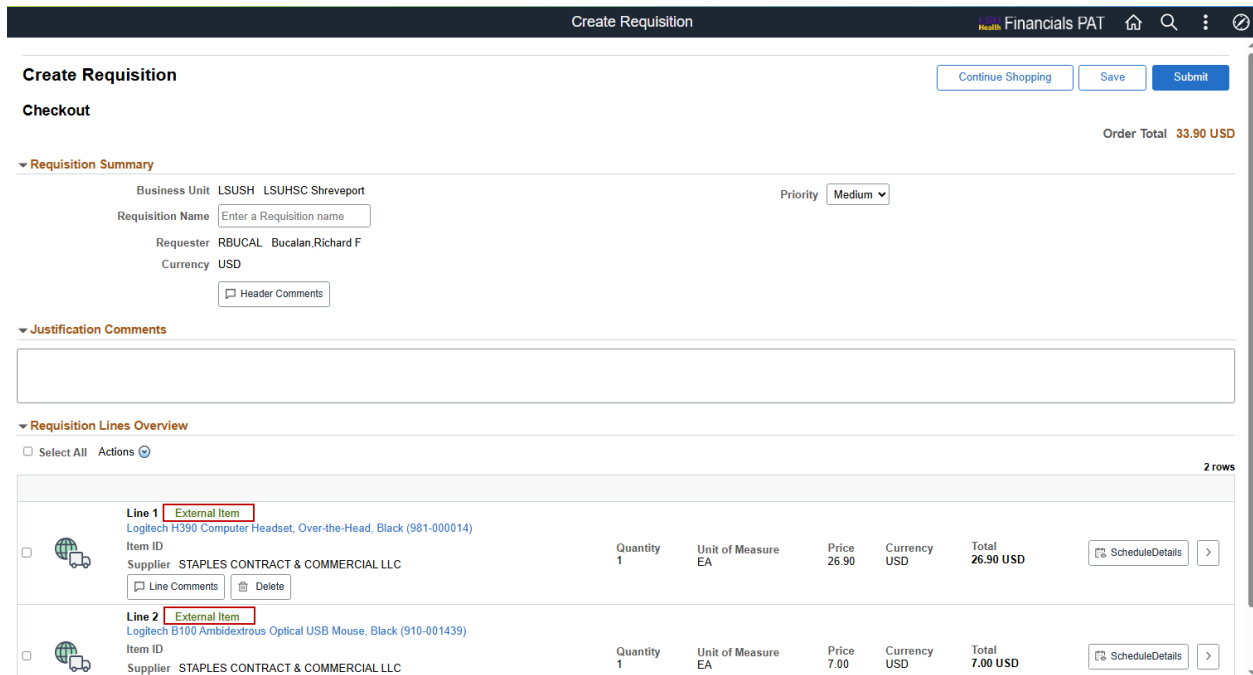 Create Requisition
LSU Health Financials PAT
Create Requisition
Continue Shopping Save Submit
Checkout
Order Total 33.90 USD
Requisition Summary
Business Unit LSUSH LSUHSC Shreveport
Priority Medium
Requisition Name Enter a Requisition name
Requester RBUCAL Bucalan,Richard F
Currency USD
Header Comments
Justification Comments
Requisition Lines Overview
Select All Actions
2 rows
Line 1 External Item
Logitech H390 Computer Headset, Over-the-Head, Black (981-000014)
Item ID
Supplier STAPLES CONTRACT & COMMERCIAL LLC
Quantity Unit of Measure Price Currency Total
1 EA 26.90 USD 26.90 USD
ScheduleDetails
Line Comments Delete
Line 2 External Item
Logitech B100 Ambidextrous Optical USB Mouse, Black (910-001439)
Item ID
Supplier STAPLES CONTRACT & COMMERCIAL LLC
Quantity Unit of Measure Price Currency Total
1 EA 7.00 USD 7.00 USD
ScheduleDetails